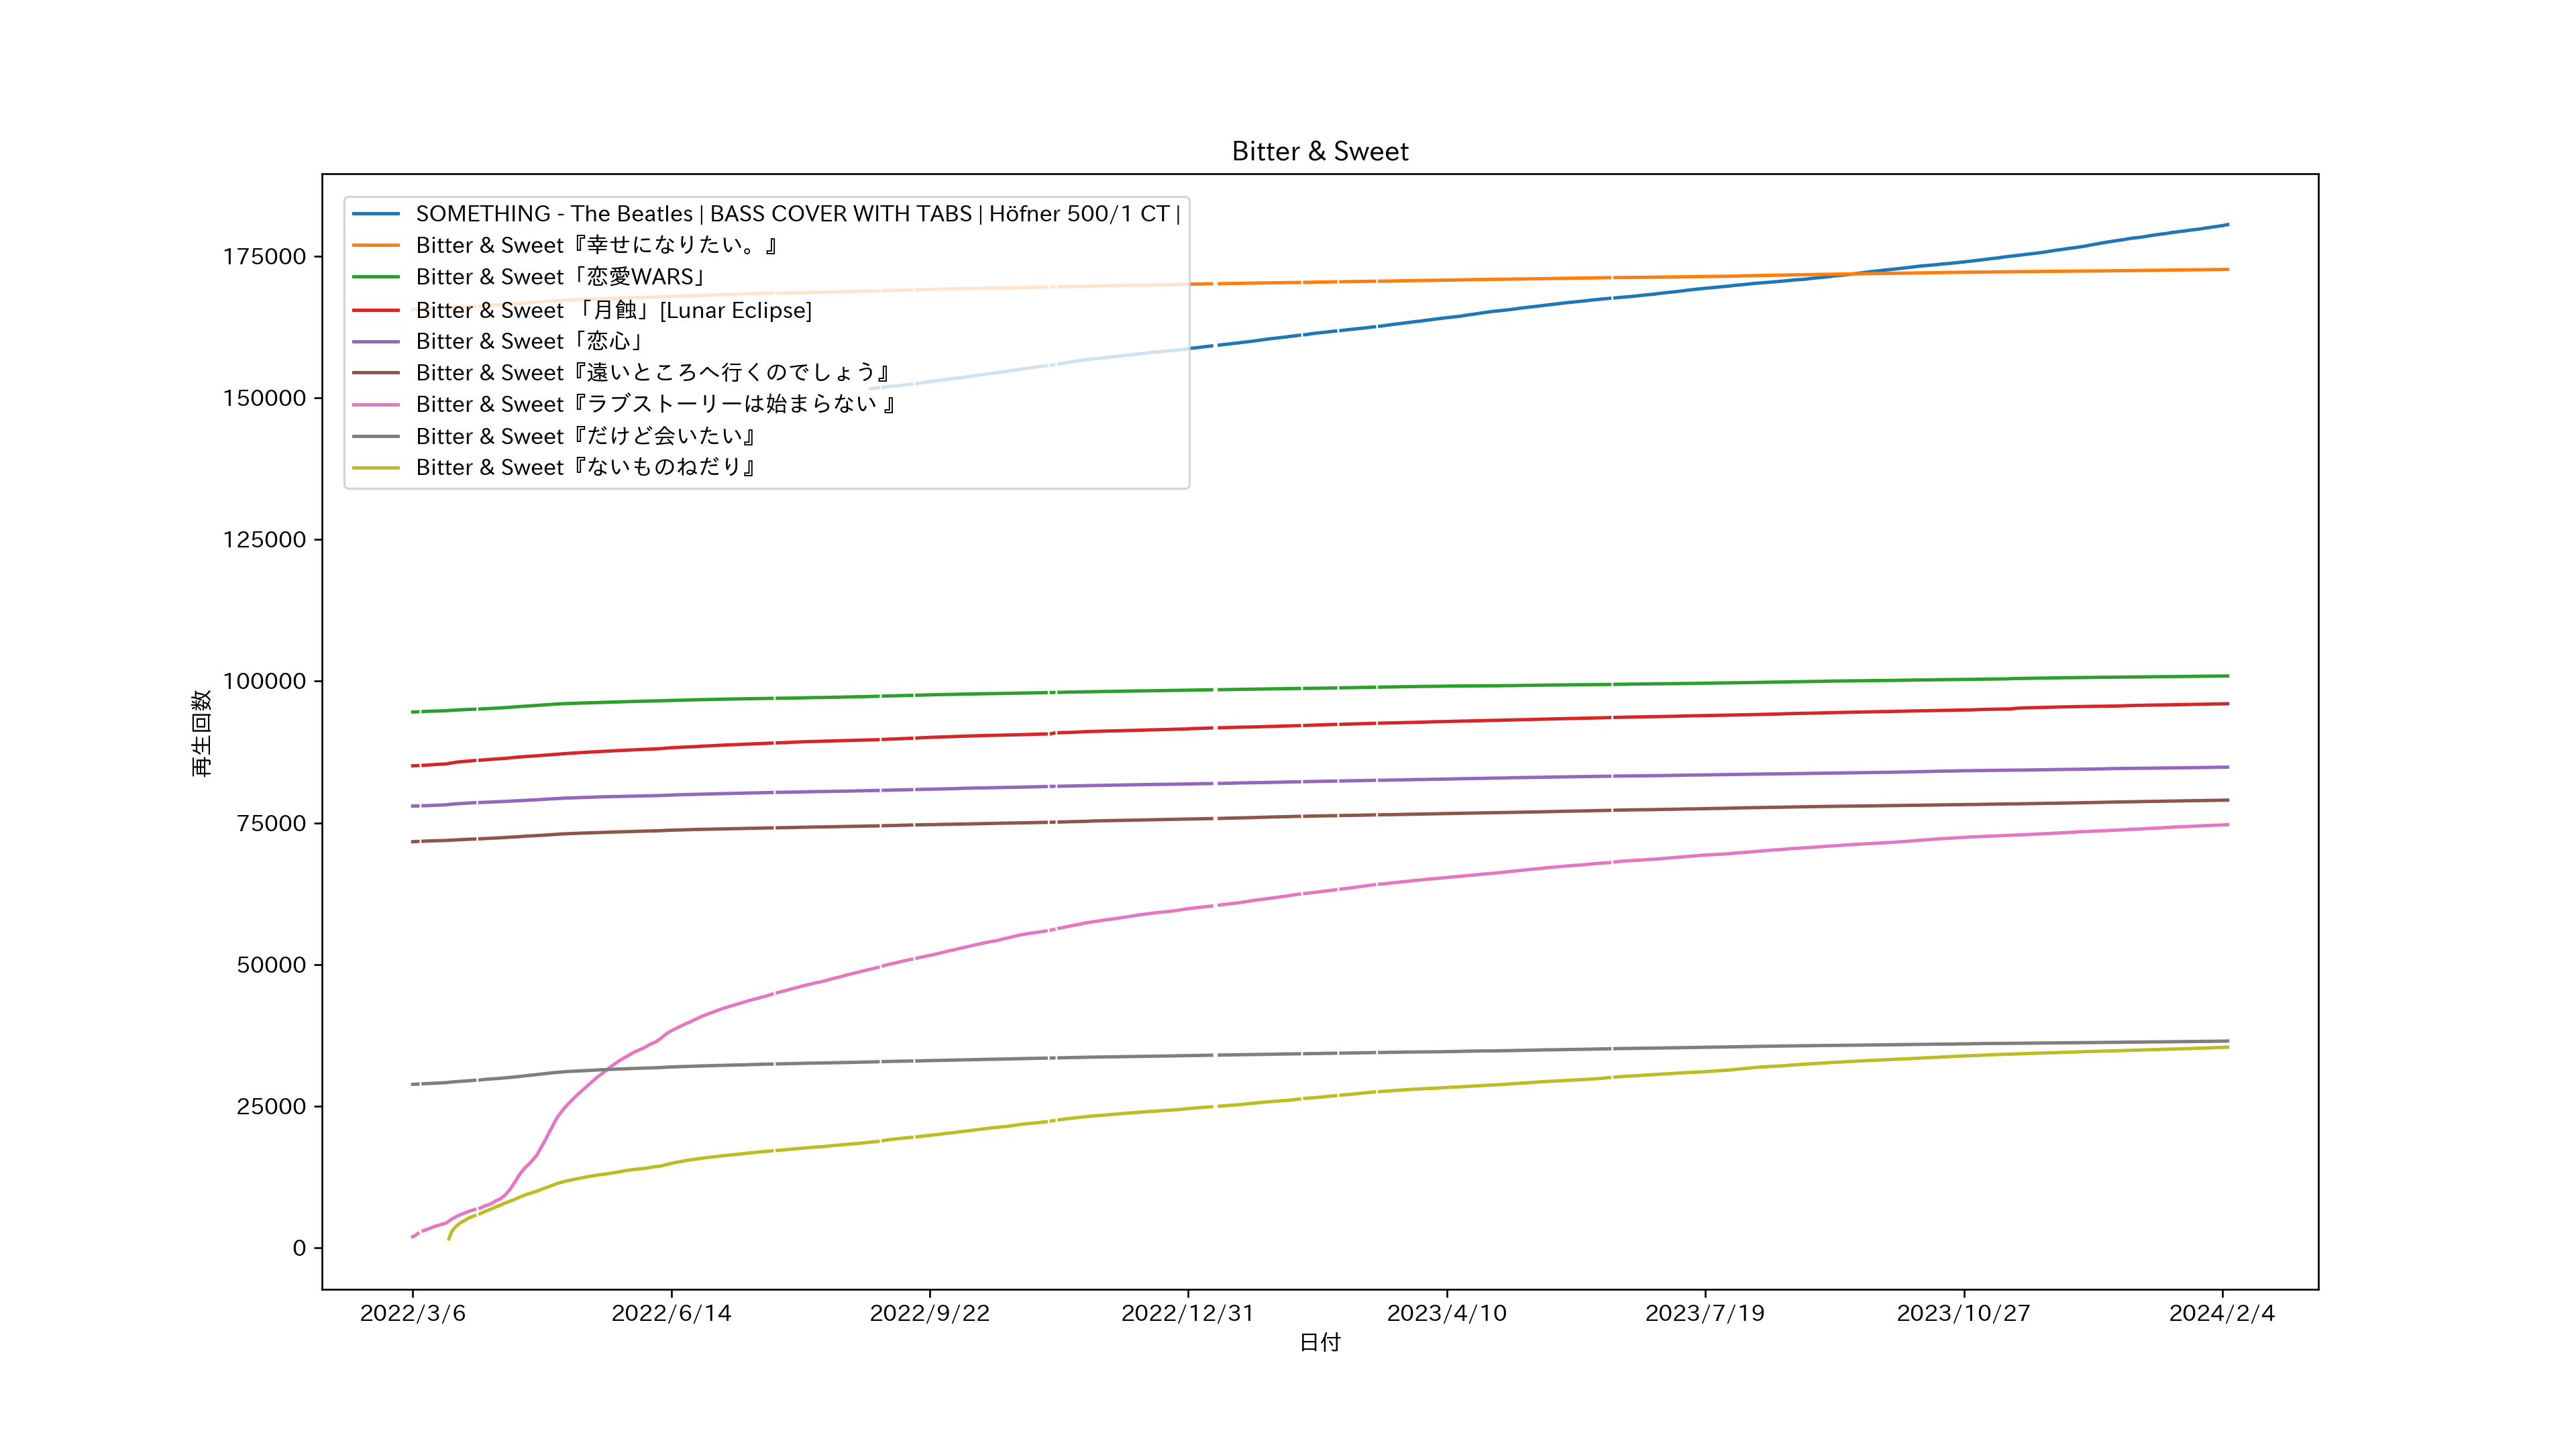 Bitter & Sweet
SOMETHING - The Beatles | BASS COVER WITH TABS | Höfner 500/1 CT |
Bitter & Sweet『幸せになりたい。』
Bitter & Sweet「恋愛WARS」
Bitter & Sweet 「月蝕」[Lunar Eclipse]
Bitter & Sweet「恋心」
Bitter & Sweet『遠いところへ行くのでしょう』
Bitter & Sweet『ラブストーリーは始まらない 』
Bitter & Sweet『だけど会いたい』
Bitter & Sweet『ないものねだり』
再生回数
175000
150000
125000
100000
75000
50000
25000
0
2022/3/6 2022/6/14 2022/9/22 2022/12/31 2023/4/10 2023/7/19 2023/10/27 2024/2/4
日付